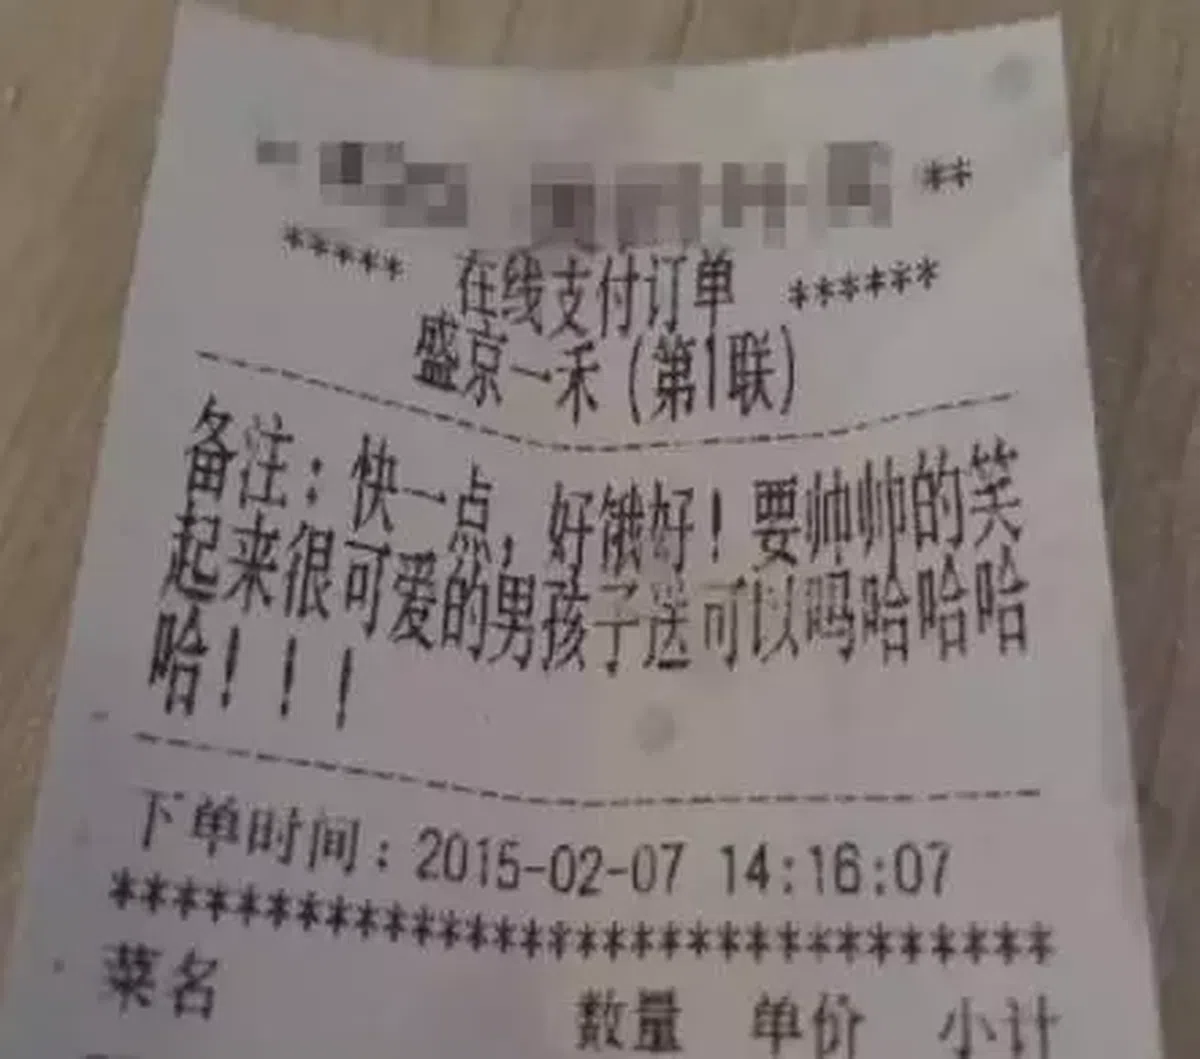 **
***** 在线支付订单 ******
盛京一禾（第1联）
备注：快一点，好饿好！要帅帅的笑
起来很可爱的男孩子送可以吗哈哈哈
哈！！！
下单时间：2015-02-07 14:16:07
********************************
菜名 数量 单价 小计